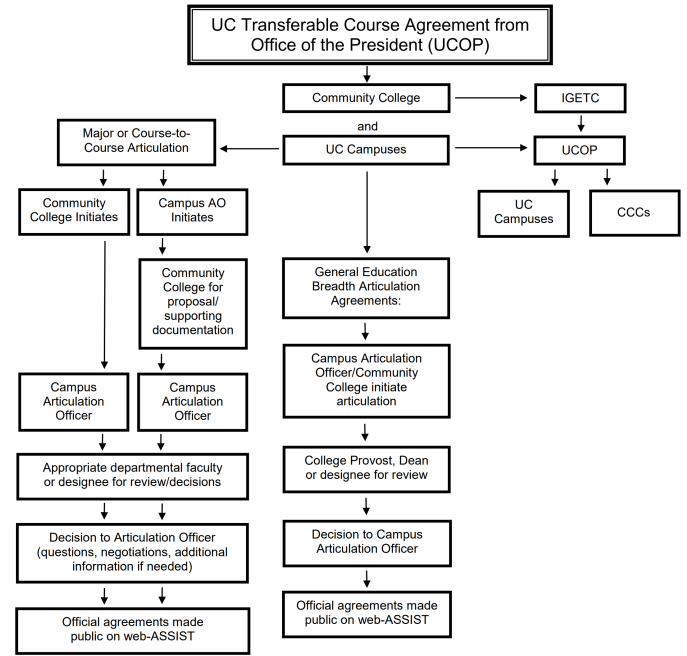 UC Transferable Course Agreement from
Office of the President (UCOP)
Community College
IGETC
and
Major or Course-to-
Course Articulation
UC Campuses
UCOP
Community
College Initiates
Campus AO
Initiates
UC
Campuses
CCCs
Community
College for
proposal/
supporting
documentation
General Education
Breadth Articulation
Agreements:
Campus Articulation
Officer/Community
College initiate
articulation
Campus
Articulation
Officer
Campus
Articulation
Officer
College Provost, Dean
or designee for review
Appropriate departmental faculty
or designee for review/decisions
Decision to Articulation Officer
(questions, negotiations, additional
information if needed)
Decision to Campus
Articulation Officer
Official agreements made
public on web-ASSIST
Official agreements made
public on web-ASSIST